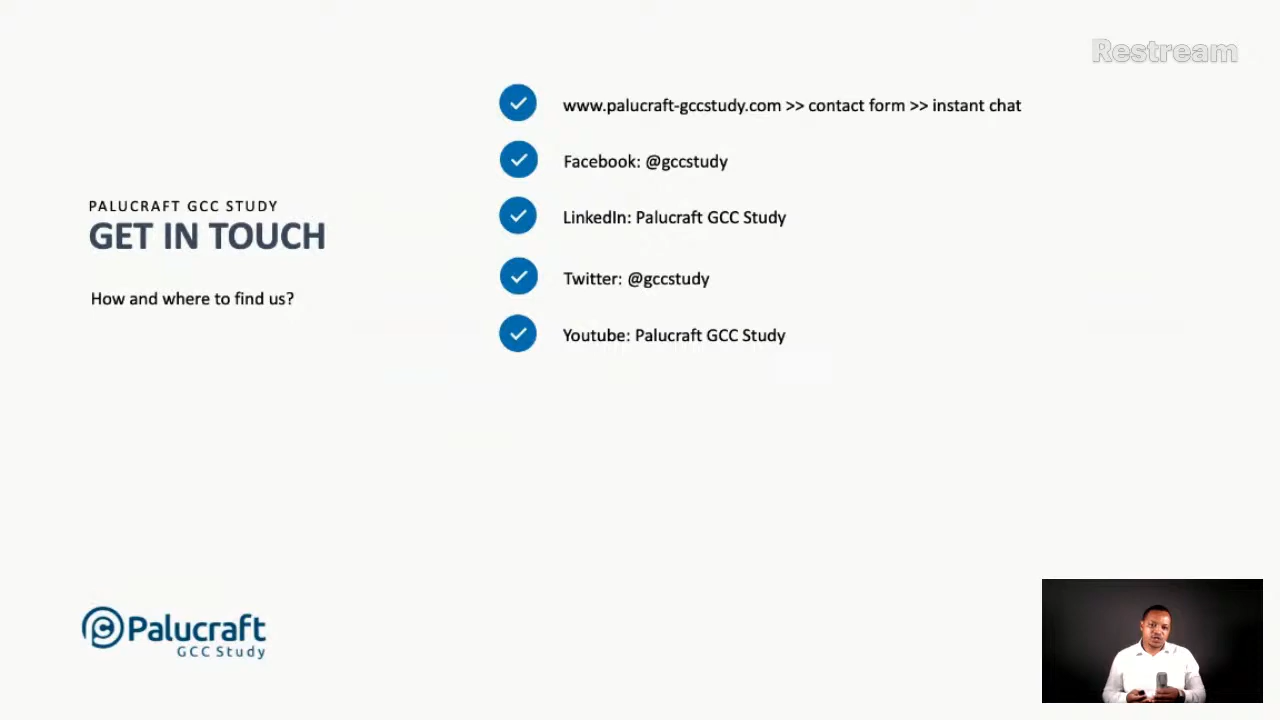 Restream
www.palucraft-gccstudy.com >> contact form >> instant chat
Facebook: @gccstudy
PALUCRAFT GCC STUDY
GET IN TOUCH
LinkedIn: Palucraft GCC Study
Twitter: @gccstudy
How and where to find us?
Youtube: Palucraft GCC Study
Palucraft
GCC Study